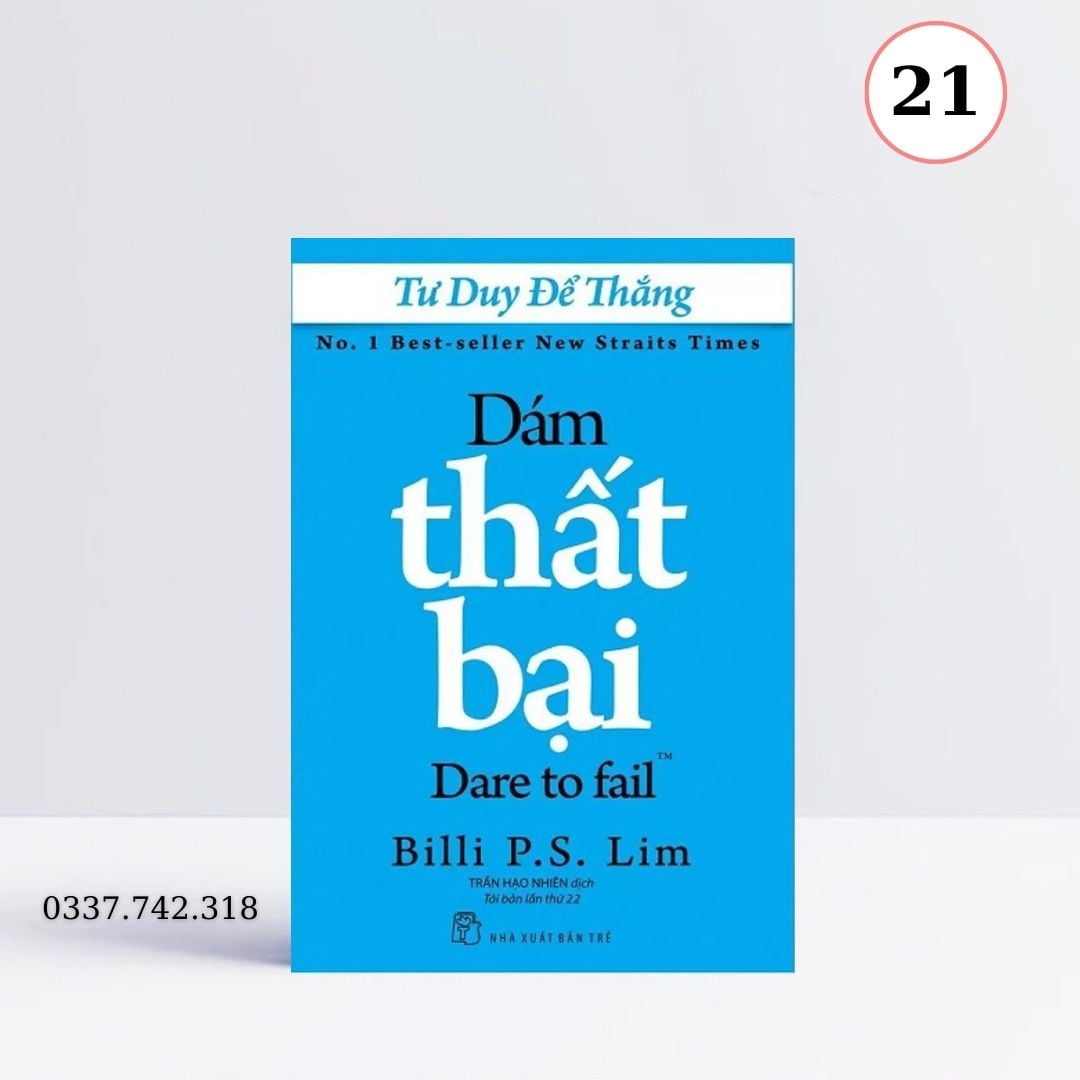 21
Tư Duy Để Thắng
No. 1 Best-seller New Straits Times
Dám
thất
bại
Dare to fail™
Billi P.S. Lim
TRẦN HẠO NHIÊN dịch
Tái bản lần thứ 22
NHÀ XUẤT BẢN TRẺ
0337.742.318